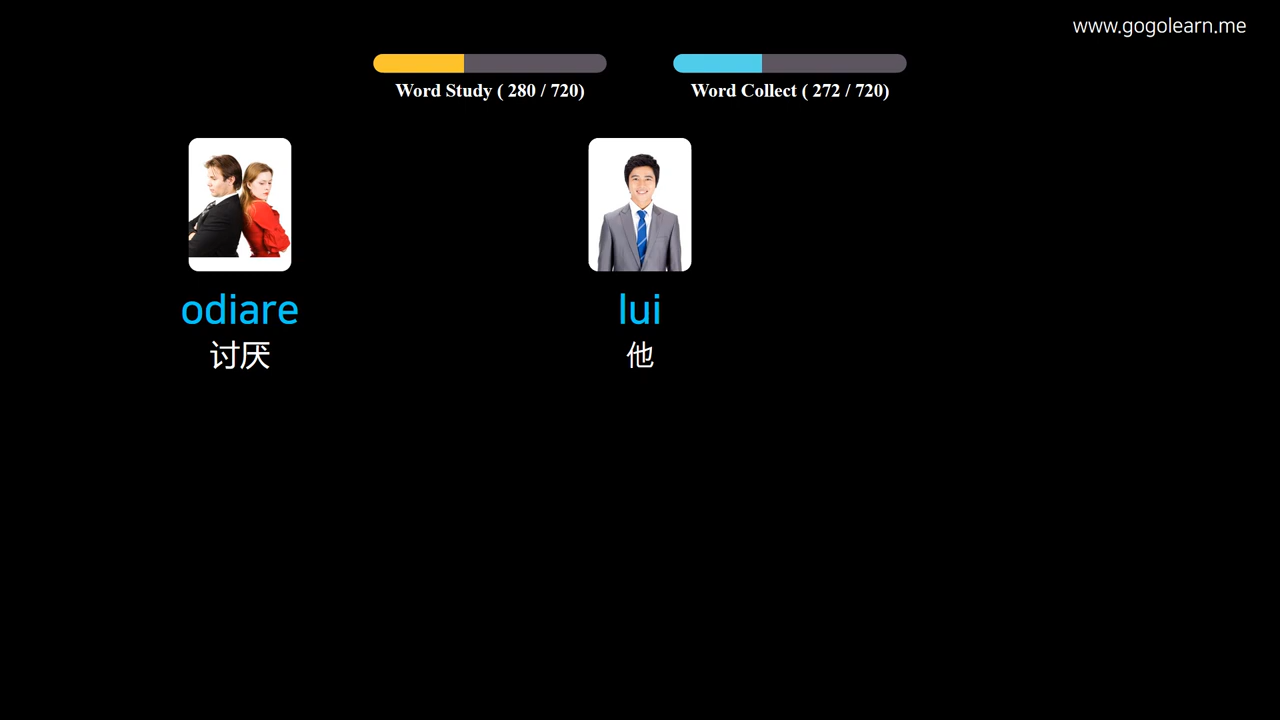 www.gogolearn.me
Word Study ( 280 / 720)
Word Collect ( 272 / 720)
odiare
讨厌
lui
他